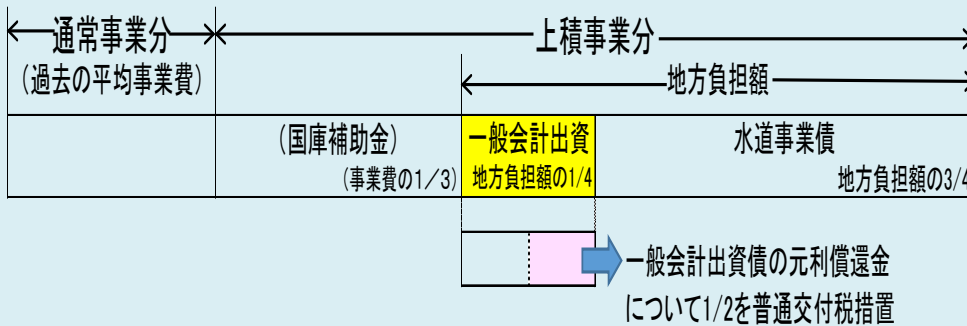 通常事業分
(過去の平均事業費)
上積事業分
地方負担額
(国庫補助金)
(事業費の1/3)
一般会計出資
地方負担額の1/4
水道事業債
地方負担額の3/4
一般会計出資債の元利償還金
について1/2を普通交付税措置